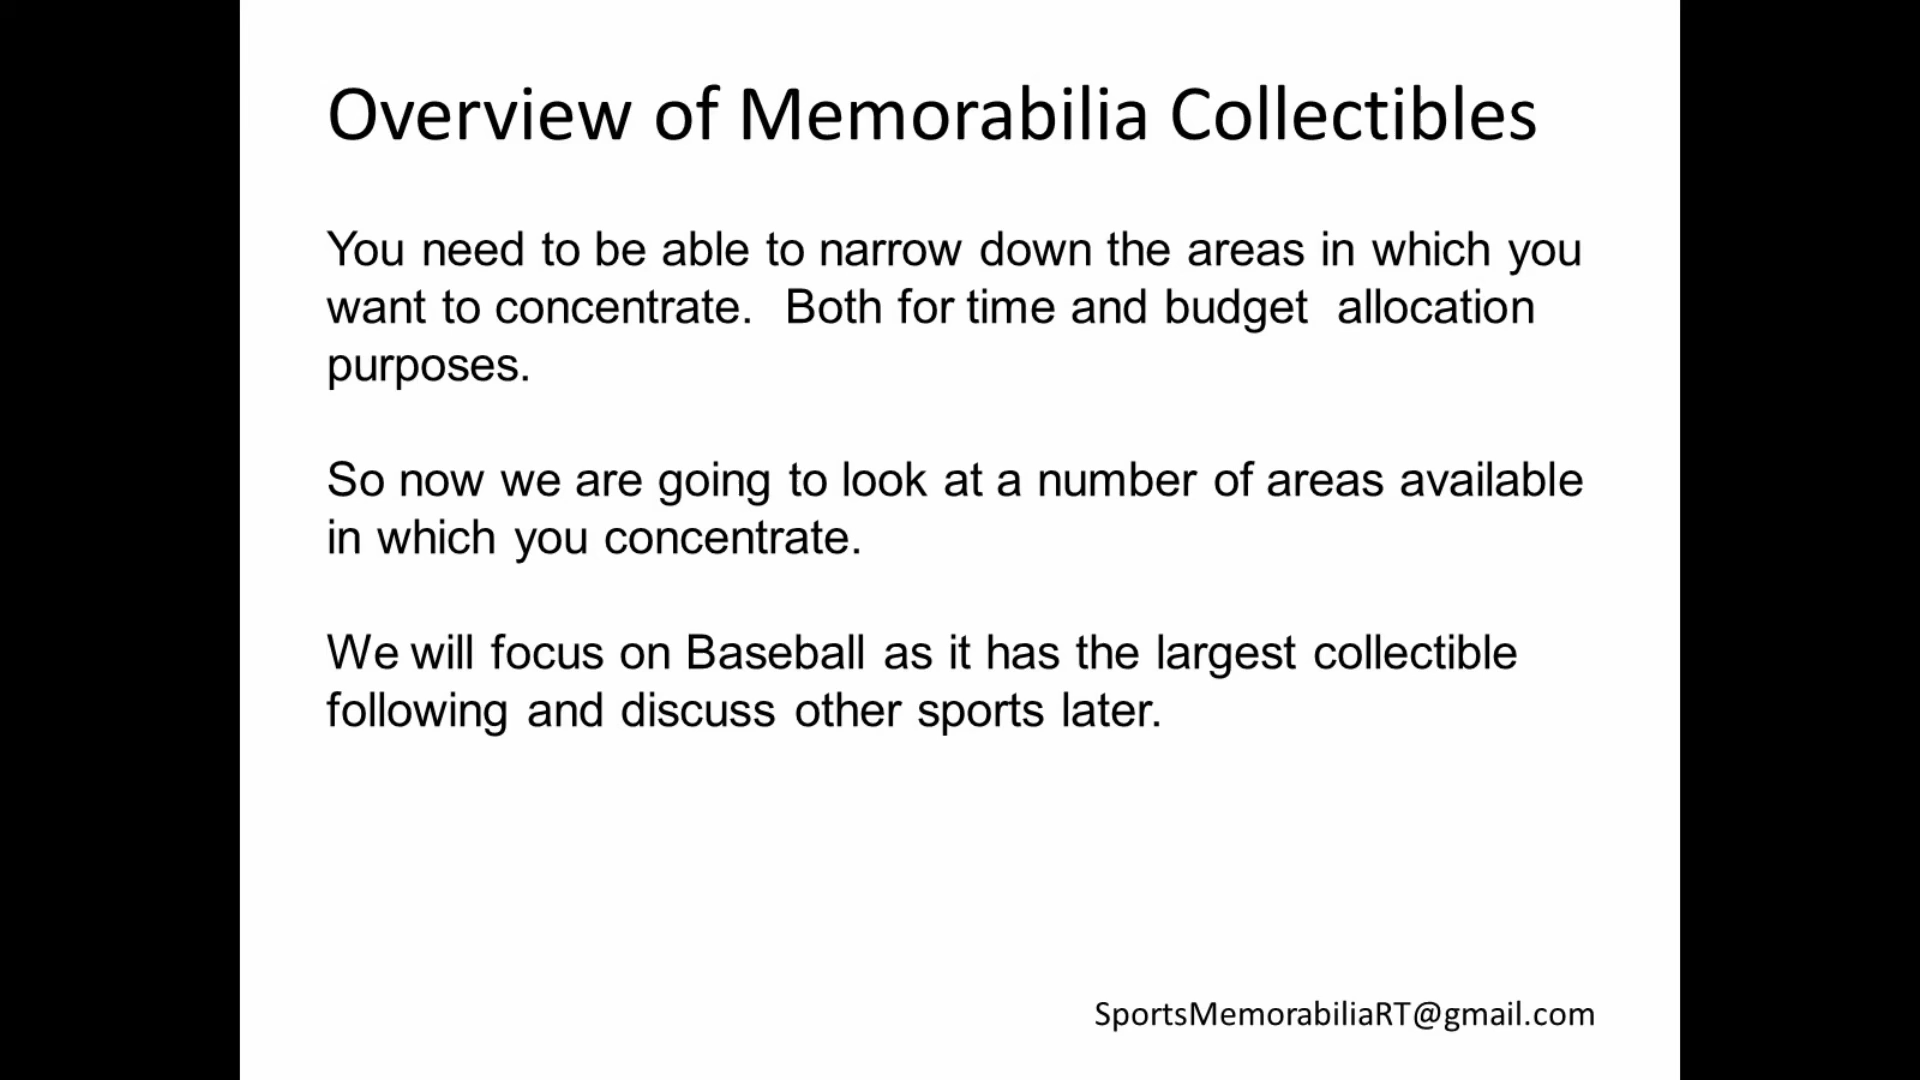 Overview of Memorabilia Collectibles
You need to be able to narrow down the areas in which you
want to concentrate.  Both for time and budget  allocation
purposes.
So now we are going to look at a number of areas available
in which you concentrate.
We will focus on Baseball as it has the largest collectible
following and discuss other sports later.
SportsMemorabiliaRT@gmail.com